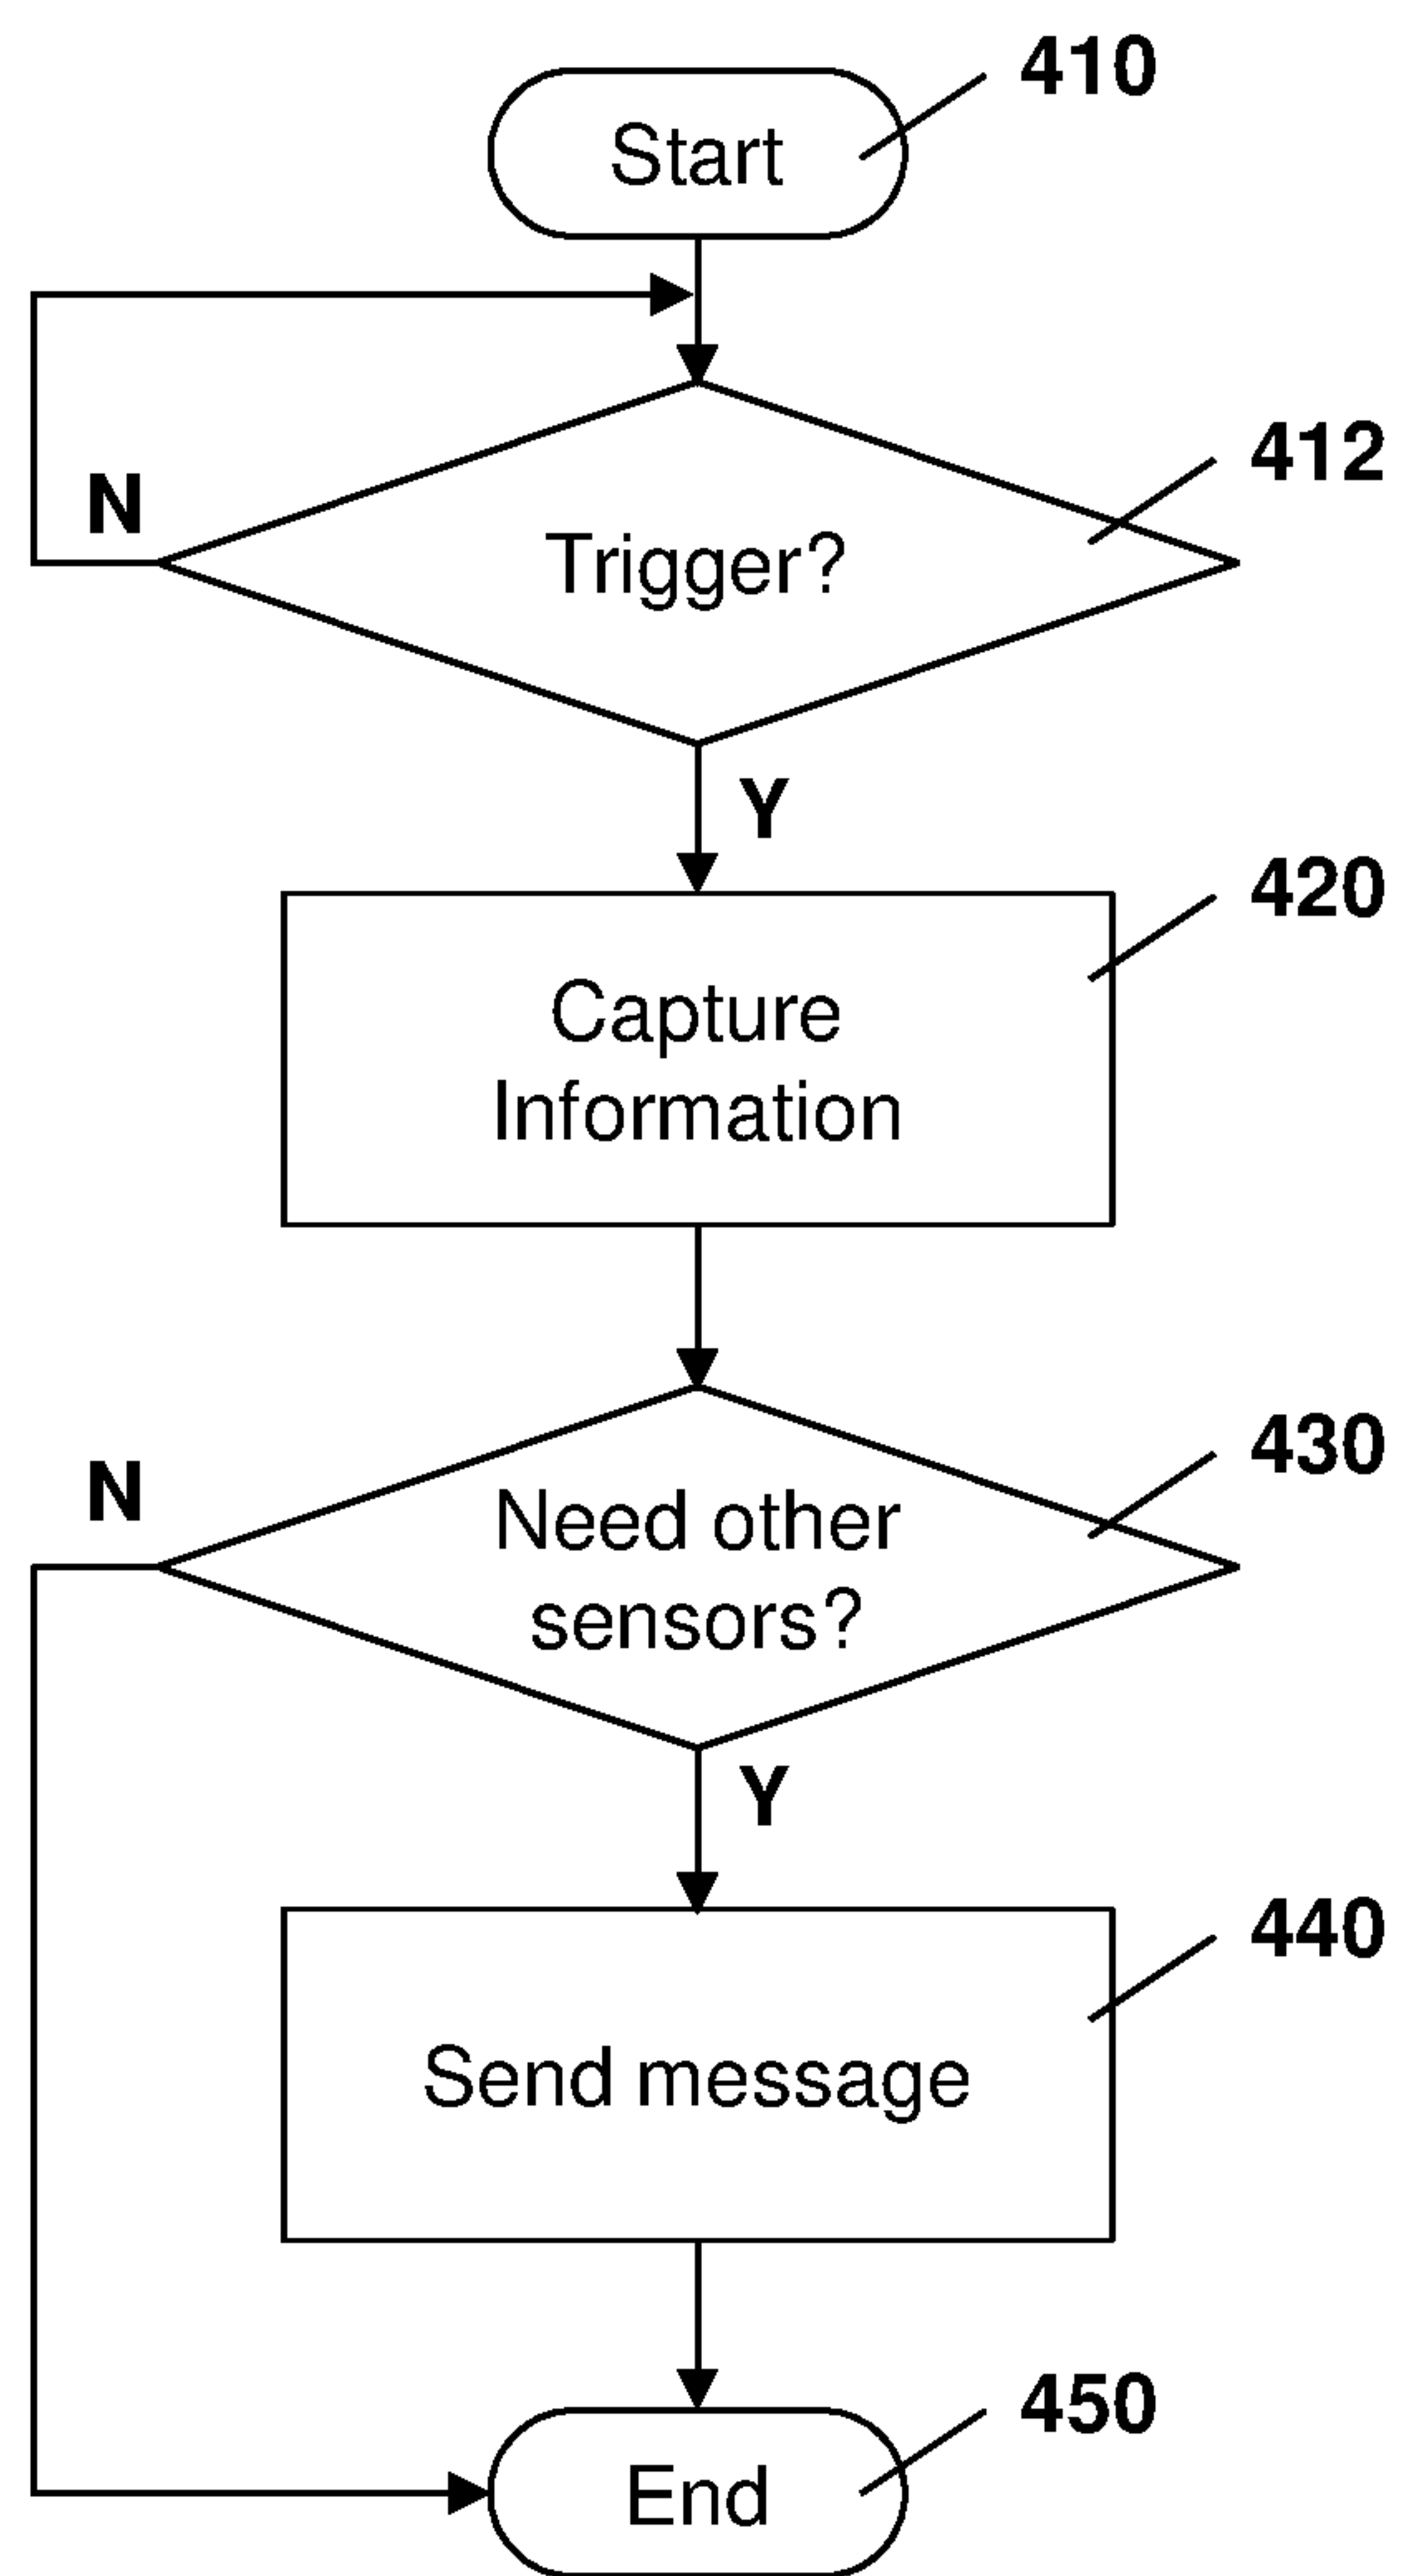 410
Start
412
N
Trigger?
Y
420
Capture
Information
430
N
Need other
sensors?
Y
440
Send message
450
End